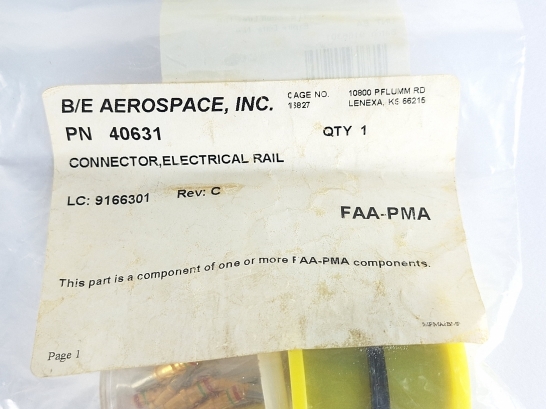 B/E AEROSPACE, INC.
CAGE NO.
10800 PFLUMM RD
LENEXA, KS 66215
PN 40631
QTY 1
CONNECTOR,ELECTRICAL RAIL
LC: 9166301
Rev: C
FAA-PMA
This part is a component of one or more FAA-PMA components.
Page 1